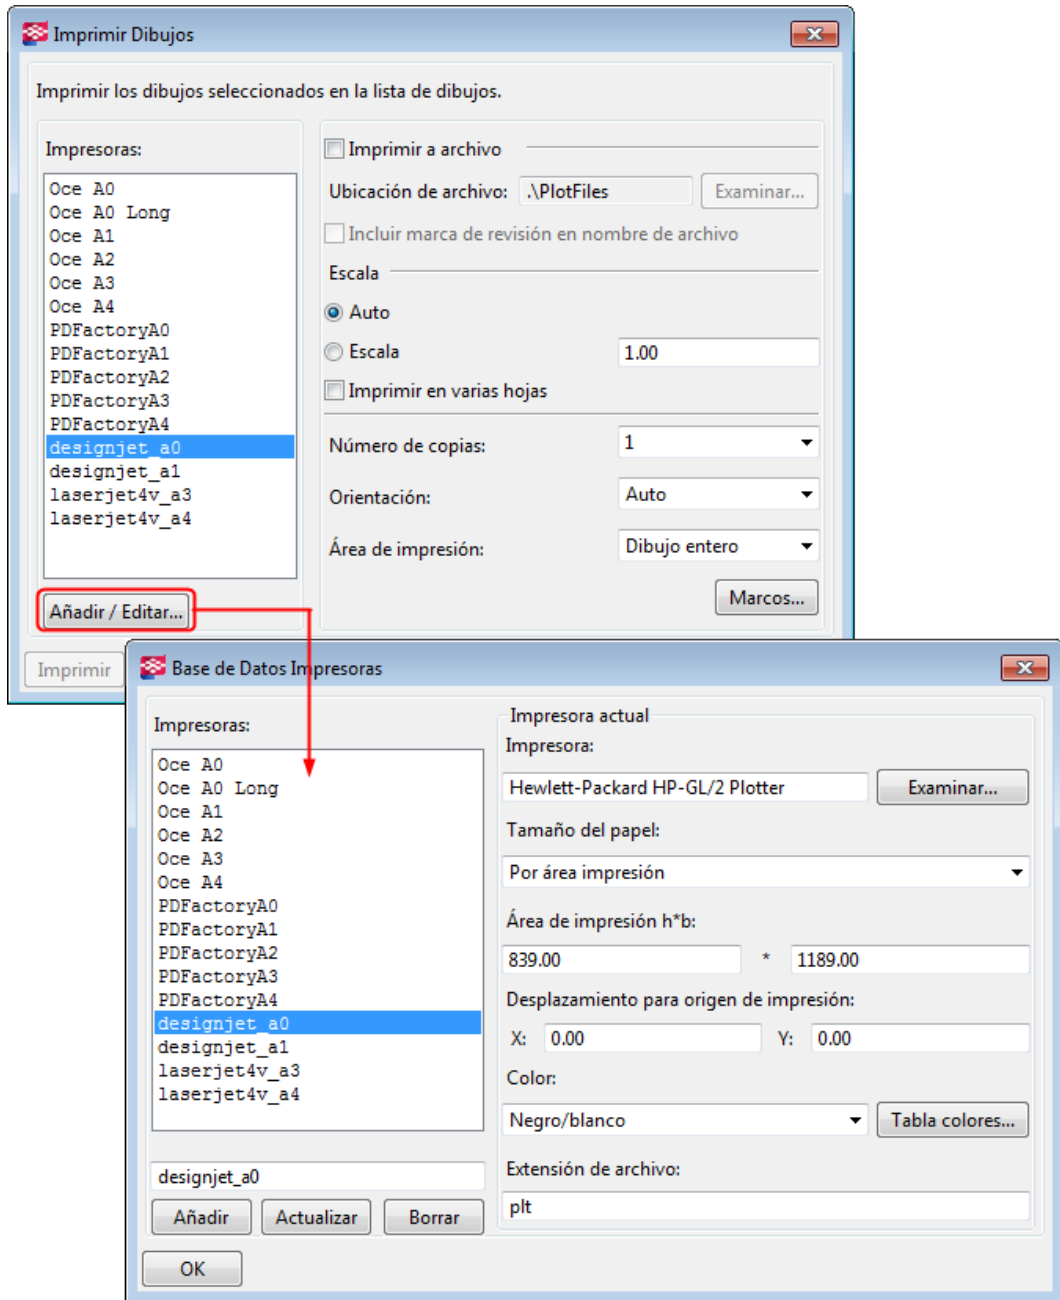 Imprimir Dibujos
Imprimir los dibujos seleccionados en la lista de dibujos.
Impresoras:
Oce A0
Oce A0 Long
Oce A1
Oce A2
Oce A3
Oce A4
PDFactoryA0
PDFactoryA1
PDFactoryA2
PDFactoryA3
PDFactoryA4
designjet_a0
designjet_a1
laserjet4v_a3
laserjet4v_a4
Añadir / Editar...
Imprimir a archivo
Ubicación de archivo: .\PlotFiles Examinar...
Incluir marca de revisión en nombre de archivo
Escala
Auto
Escala 1.00
Imprimir en varias hojas
Número de copias: 1
Orientación: Auto
Área de impresión: Dibujo entero
Marcos...
Imprimir
Base de Datos Impresoras
Impresoras:
Oce A0
Oce A0 Long
Oce A1
Oce A2
Oce A3
Oce A4
PDFactoryA0
PDFactoryA1
PDFactoryA2
PDFactoryA3
PDFactoryA4
designjet_a0
designjet_a1
laserjet4v_a3
laserjet4v_a4
designjet_a0
Añadir Actualizar Borrar
Impresora actual
Impresora:
Hewlett-Packard HP-GL/2 Plotter Examinar...
Tamaño del papel:
Por área impresión
Área de impresión h*b:
839.00 * 1189.00
Desplazamiento para origen de impresión:
X: 0.00 Y: 0.00
Color:
Negro/blanco Tabla colores...
Extensión de archivo:
plt
OK